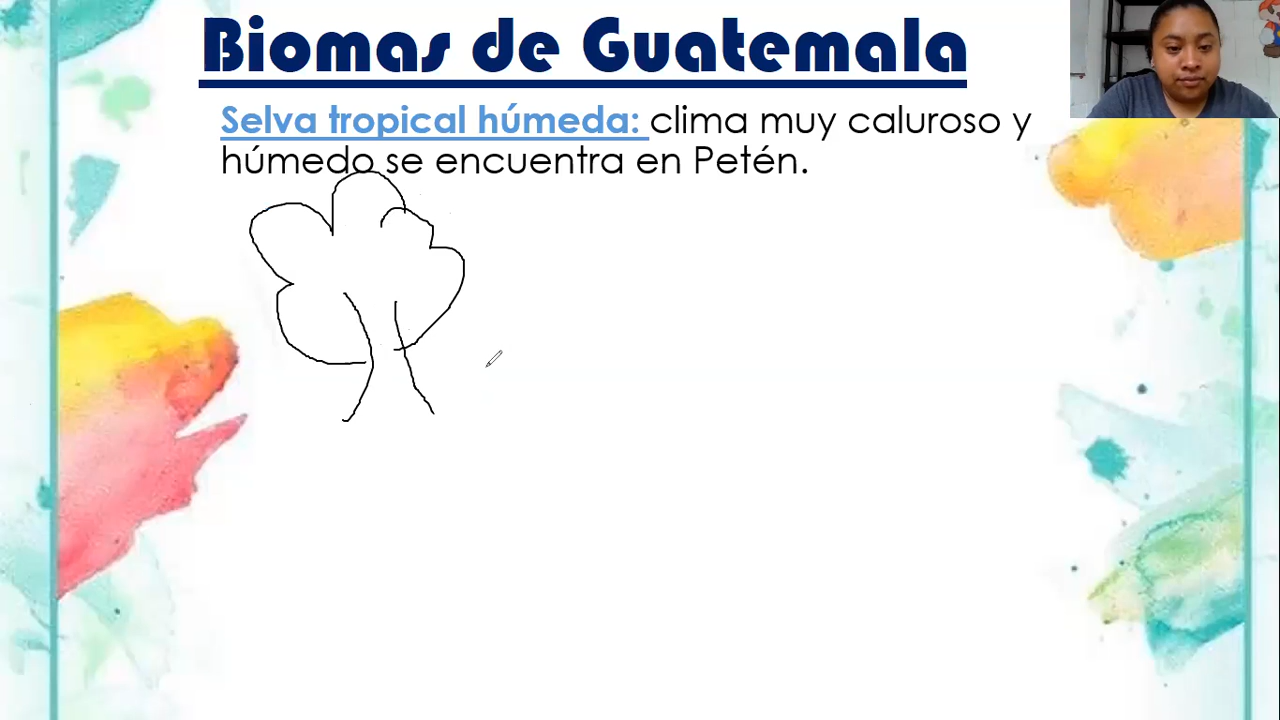 Biomas de Guatemala
Selva tropical húmeda: clima muy caluroso y
húmedo se encuentra en Petén.